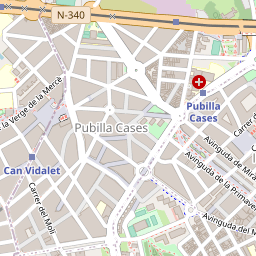 N-340
Pubilla
Cases
la Verge de la Mercè
Pubilla Cases
Carrer
Avinguda de Mira
Can Vidalet
Avinguda de la Primave
Carrer del Molí
Avinguda del M